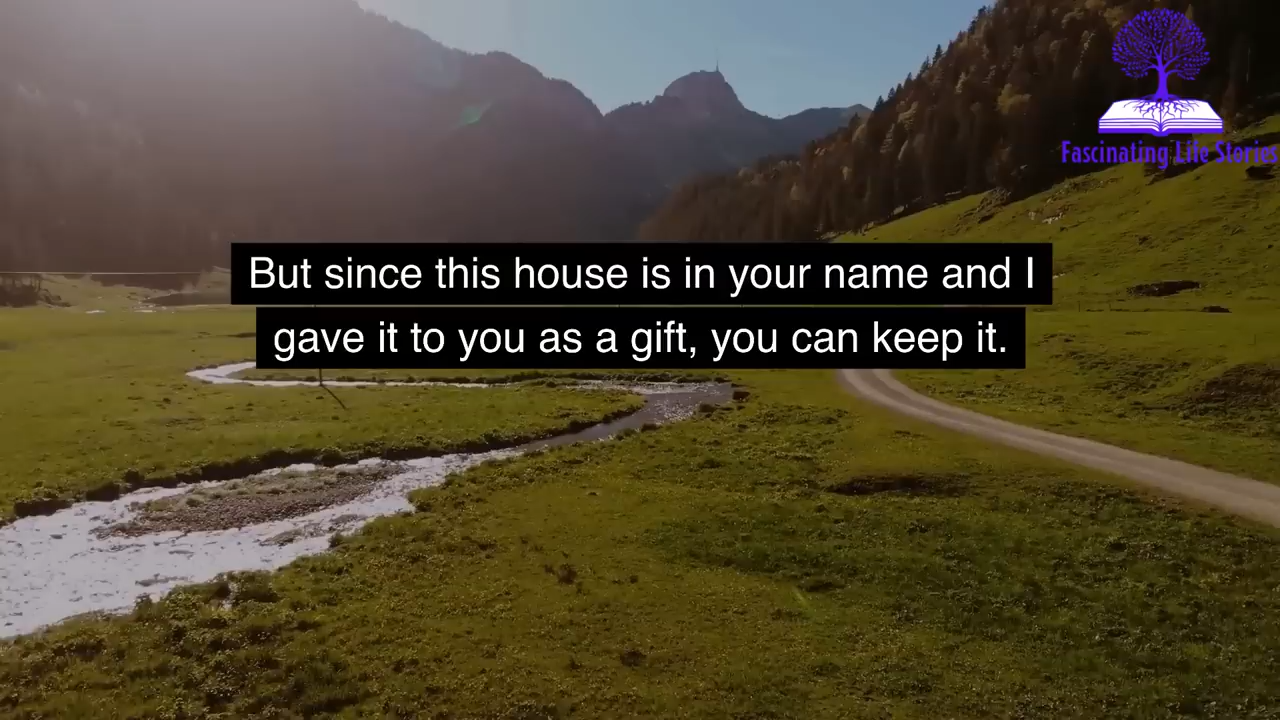 Fascinating Life Stories
But since this house is in your name and I
gave it to you as a gift, you can keep it.